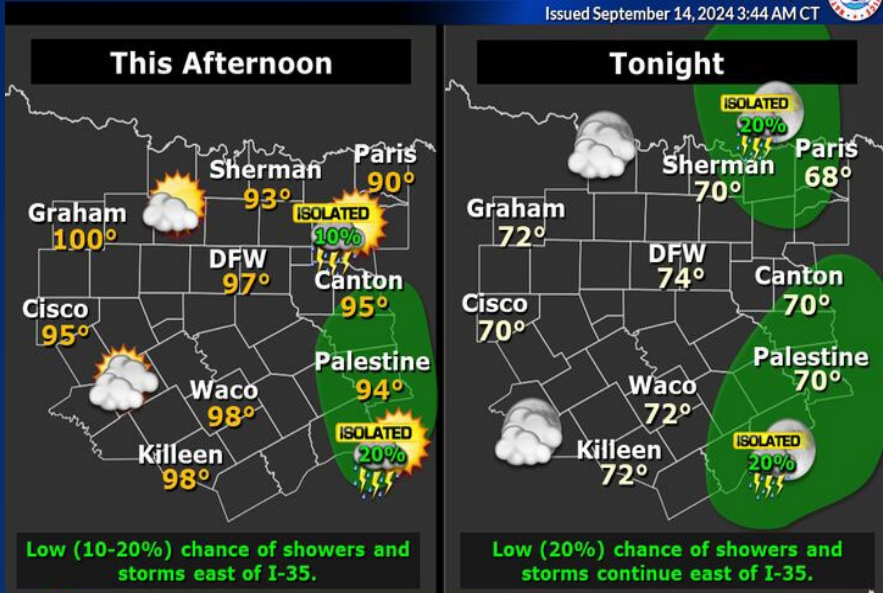 Issued September 14, 2024 3:44 AM CT
This Afternoon
Sherman
93°
Paris
90°
Graham
100°
ISOLATED
10%
DFW
97°
Canton
95°
Cisco
95°
Palestine
94°
Waco
98°
Killeen
98°
ISOLATED
20%
Low (10-20%) chance of showers and
storms east of I-35.
Tonight
ISOLATED
20%
Sherman
70°
Paris
68°
Graham
72°
DFW
74°
Canton
70°
Cisco
70°
Palestine
70°
Waco
72°
Killeen
72°
ISOLATED
20%
Low (20%) chance of showers and
storms continue east of I-35.